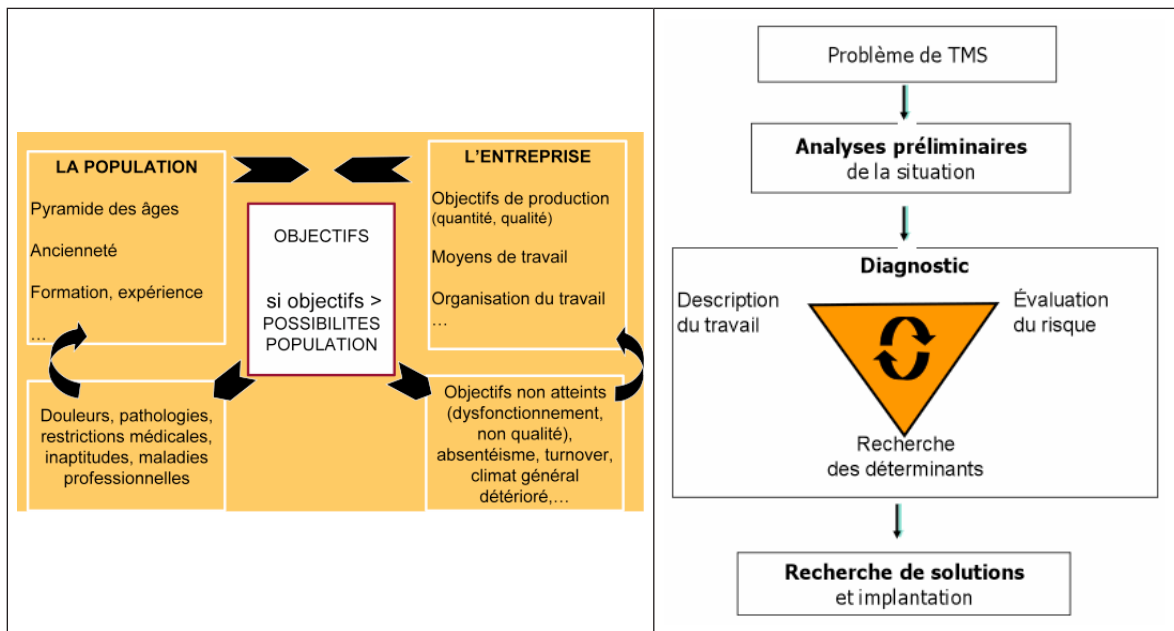 LA POPULATION
Pyramide des âges
Ancienneté
Formation, expérience
...
L'ENTREPRISE
Objectifs de production
(quantité, qualité)
Moyens de travail
Organisation du travail
...
OBJECTIFS
si objectifs >
POSSIBILITES
POPULATION
Douleurs, pathologies,
restrictions médicales,
inaptitudes, maladies
professionnelles
Objectifs non atteints
(dysfonctionnement,
non qualité),
absentéisme, turnover,
climat général
détérioré,...
Problème de TMS
Analyses préliminaires
de la situation
Diagnostic
Description
du travail
Évaluation
du risque
Recherche
des déterminants
Recherche de solutions
et implantation